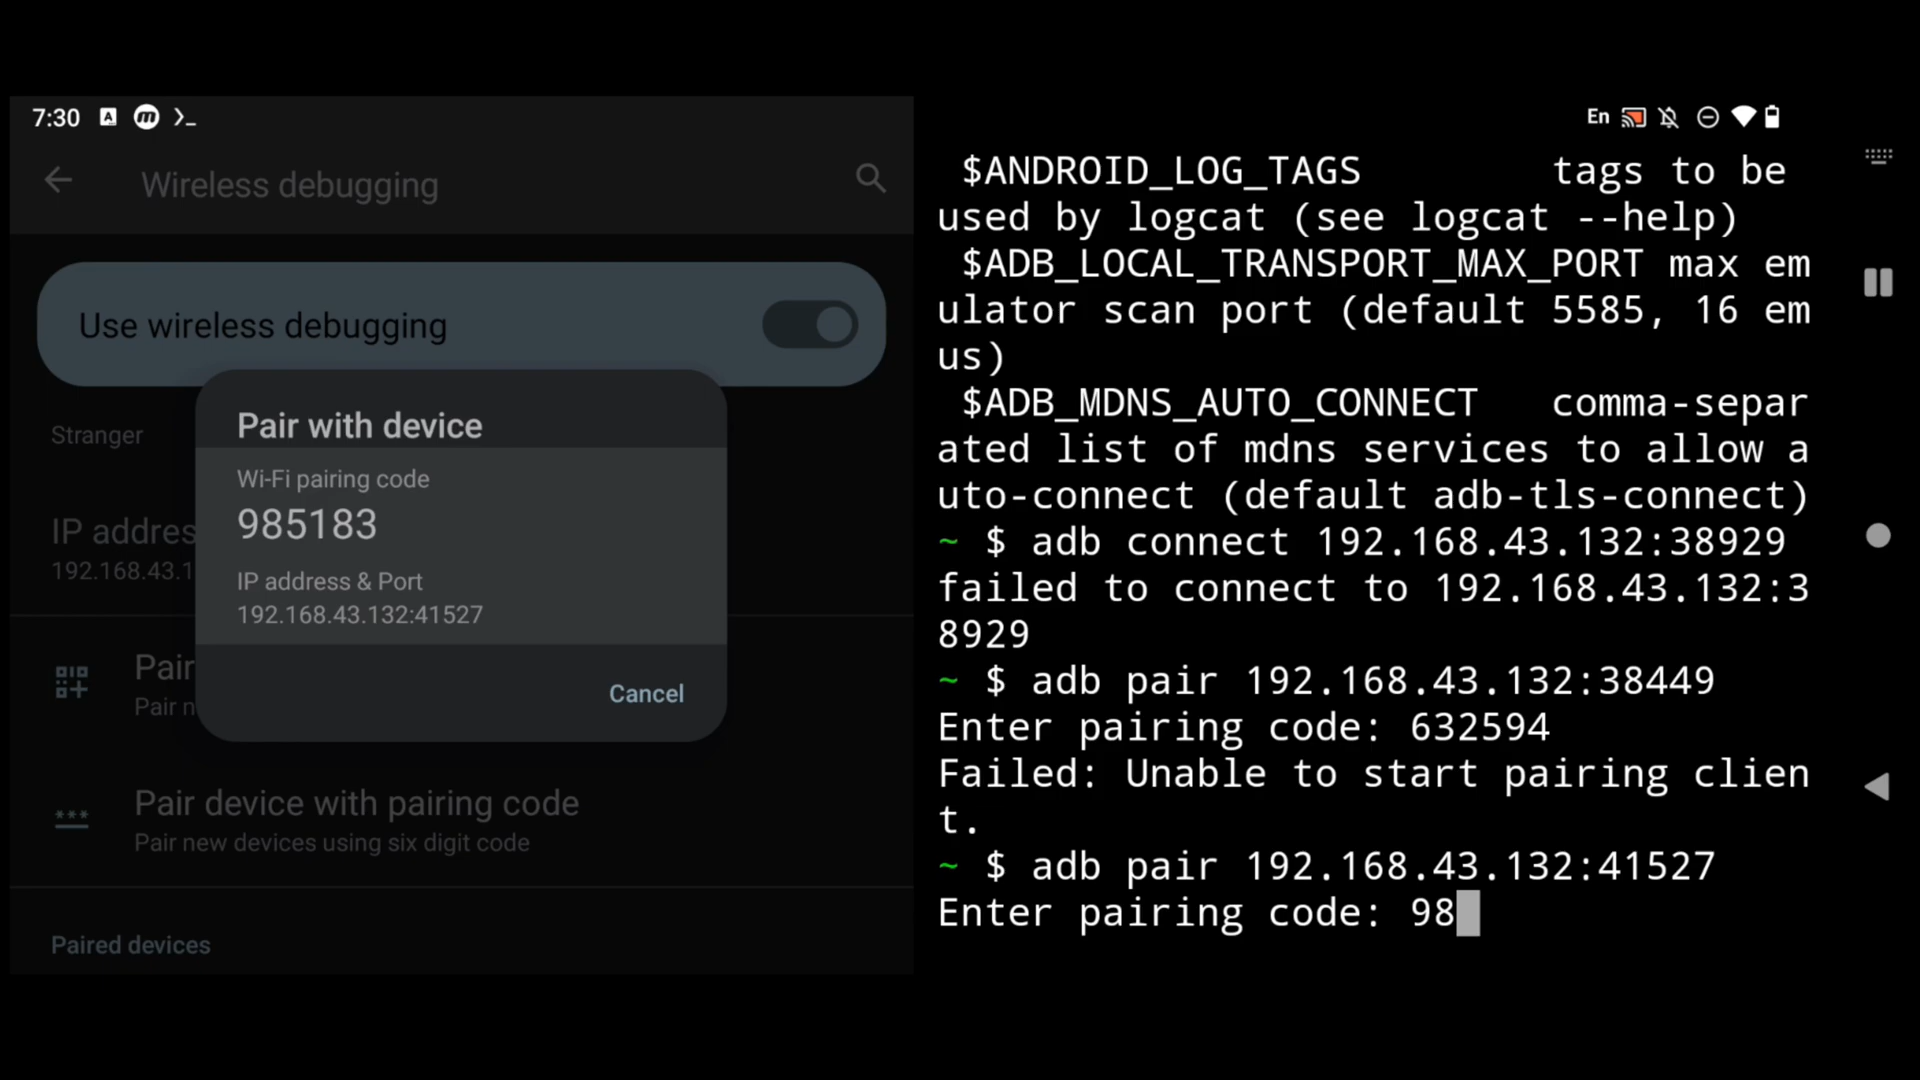 7:30
Wireless debugging
Use wireless debugging
Stranger
Pair with device
Wi-Fi pairing code
985183
IP address & Port
192.168.43.132:41527
Cancel
IP addres
192.168.43.1
Pair
Pair n
Pair device with pairing code
Pair new devices using six digit code
Paired devices
En
$ANDROID_LOG_TAGS        tags to be
used by logcat (see logcat --help)
$ADB_LOCAL_TRANSPORT_MAX_PORT max em
ulator scan port (default 5585, 16 em
us)
$ADB_MDNS_AUTO_CONNECT   comma-separ
ated list of mdns services to allow a
uto-connect (default adb-tls-connect)
~ $ adb connect 192.168.43.132:38929
failed to connect to 192.168.43.132:3
8929
~ $ adb pair 192.168.43.132:38449
Enter pairing code: 632594
Failed: Unable to start pairing clien
t.
~ $ adb pair 192.168.43.132:41527
Enter pairing code: 98